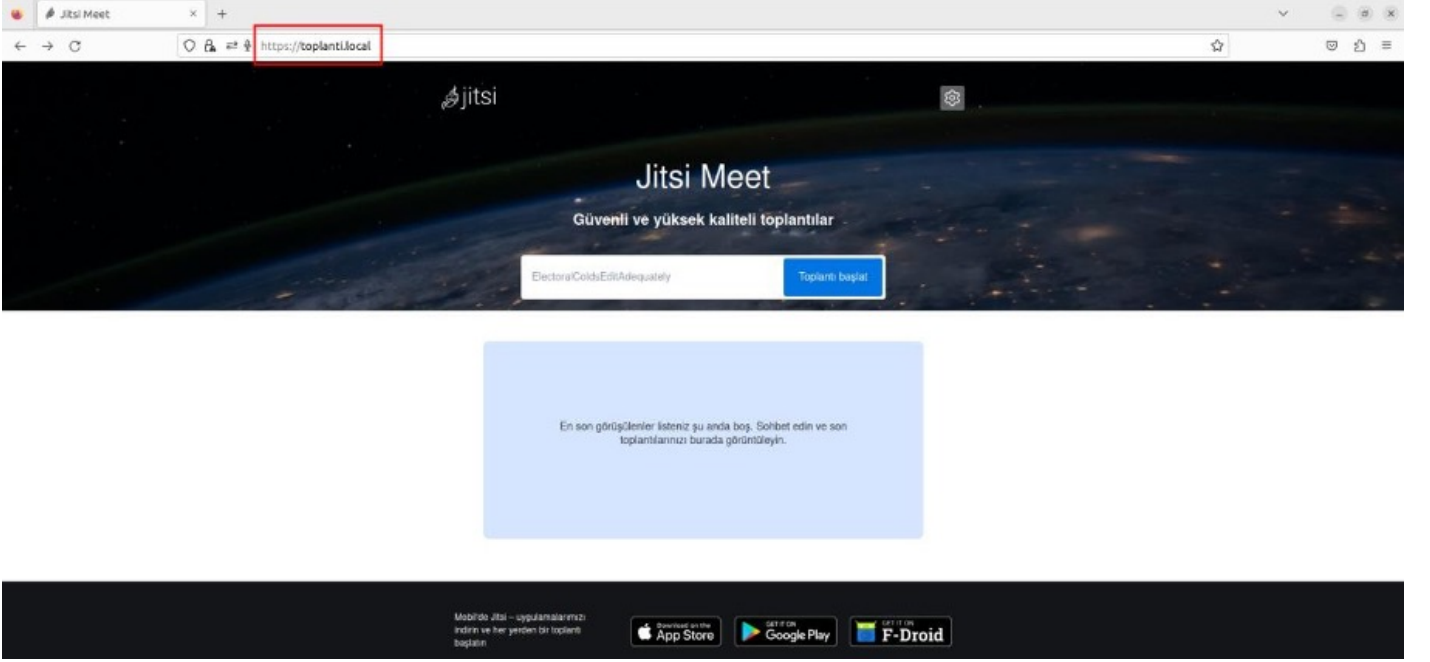 Jitsi Meet
https://toplanti.local
jitsi
Jitsi Meet
Güvenli ve yüksek kaliteli toplantılar
ElectoralColdsEditAdequately
Toplantı başlat
En son görüşülenler listeniz şu anda boş. Sohbet edin ve son
toplantılarınızı burada görüntüleyin.
Mobil'de Jitsi – uygulamalarımızı
indirin ve her yerden bir toplantı
başlatın
Download on the
App Store
GET IT ON
Google Play
GET IT ON
F-Droid